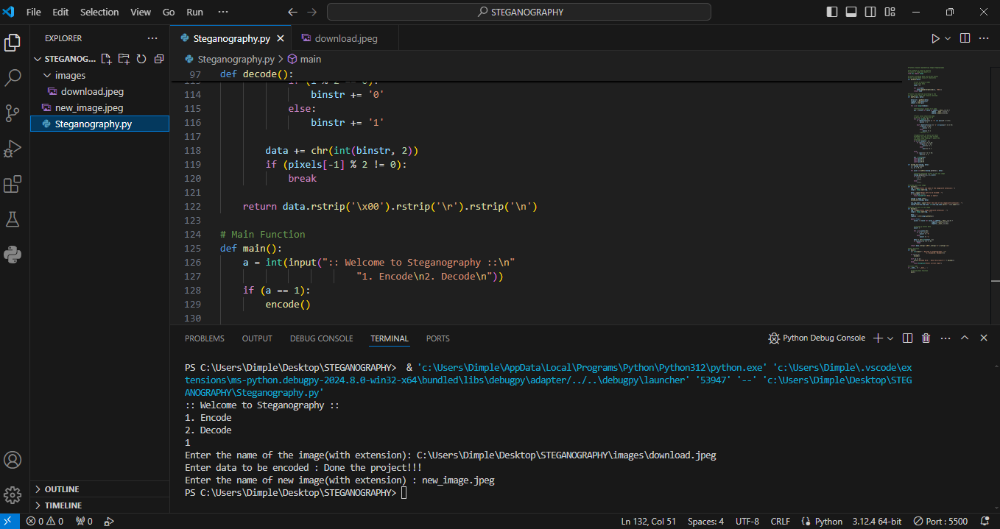 File Edit Selection View Go Run ··· STEGANOGRAPHY
EXPLORER ···
STEGANOG...
images
download.jpeg
new_image.jpeg
Steganography.py
OUTLINE
TIMELINE
Steganography.py download.jpeg ···
Steganography.py > main
97 def decode():
114 binstr += '0'
115 else:
116 binstr += '1'
117
118 data += chr(int(binstr, 2))
119 if (pixels[-1] % 2 != 0):
120 break
121
122 return data.rstrip('\x00').rstrip('\r').rstrip('\n')
123
124 # Main Function
125 def main():
126 a = int(input(":: Welcome to Steganography ::\n"
127 "1. Encode\n2. Decode\n"))
128 if (a == 1):
129 encode()
130
PROBLEMS OUTPUT DEBUG CONSOLE TERMINAL PORTS Python Debug Console ···
PS C:\Users\Dimple\Desktop\STEGANOGRAPHY> & 'c:\Users\Dimple\AppData\Local\Programs\Python\Python312\python.exe' 'c:\Users\Dimple\.vscode\ex
tensions\ms-python.debugpy-2024.8.0-win32-x64\bundled\libs\debugpy\adapter/../..\debugpy\launcher' '53947' '--' 'c:\Users\Dimple\Desktop\STEG
ANOGRAPHY\Steganography.py'
:: Welcome to Steganography ::
1. Encode
2. Decode
1
Enter the name of the image(with extension): C:\Users\Dimple\Desktop\STEGANOGRAPHY\images\download.jpeg
Enter data to be encoded : Done the project!!!
Enter the name of new image(with extension) : new_image.jpeg
PS C:\Users\Dimple\Desktop\STEGANOGRAPHY>
0 0 0 Ln 132, Col 51 Spaces: 4 UTF-8 CRLF Python 3.12.4 64-bit Port : 5500